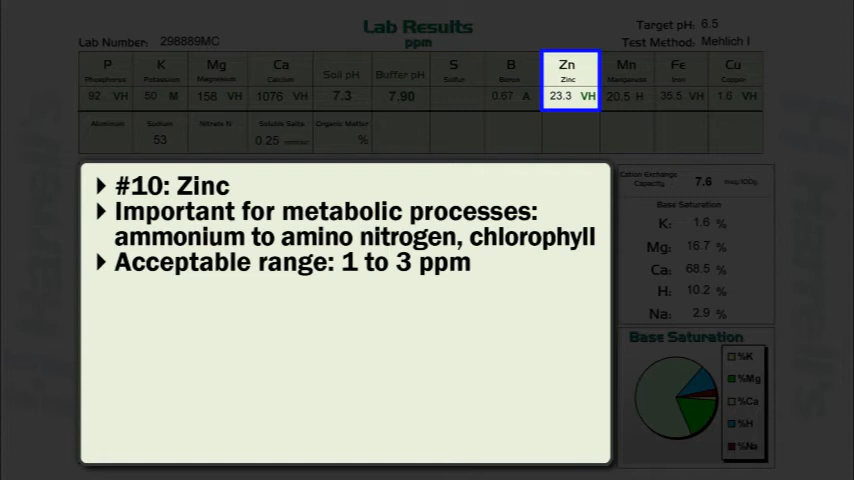 Lab Results
ppm
Target pH: 6.5
Lab Number: 298889MC
Test Method: Mehlich I
P K Mg Ca Soil pH Buffer pH S B Zn Mn Fe Cu
Phosphorus Potassium Magnesium Calcium Sulfur Boron Zinc Manganese Iron Copper
92 VH 50 M 158 VH 1076 VH 7.3 7.90 0.67 A 23.3 VH 20.5 H 35.5 VH 1.6 VH
Aluminum Sodium Nitrate N Soluble Salts Organic Matter
53 0.25 %
#10: Zinc
Important for metabolic processes:
ammonium to amino nitrogen, chlorophyll
Acceptable range: 1 to 3 ppm
Cation Exchange
Capacity 7.6 meq/100g
Base Saturation
K: 1.6 %
Mg: 16.7 %
Ca: 68.5 %
H: 10.2 %
Na: 2.9 %
Base Saturation
%K
%Mg
%Ca
%H
%Na